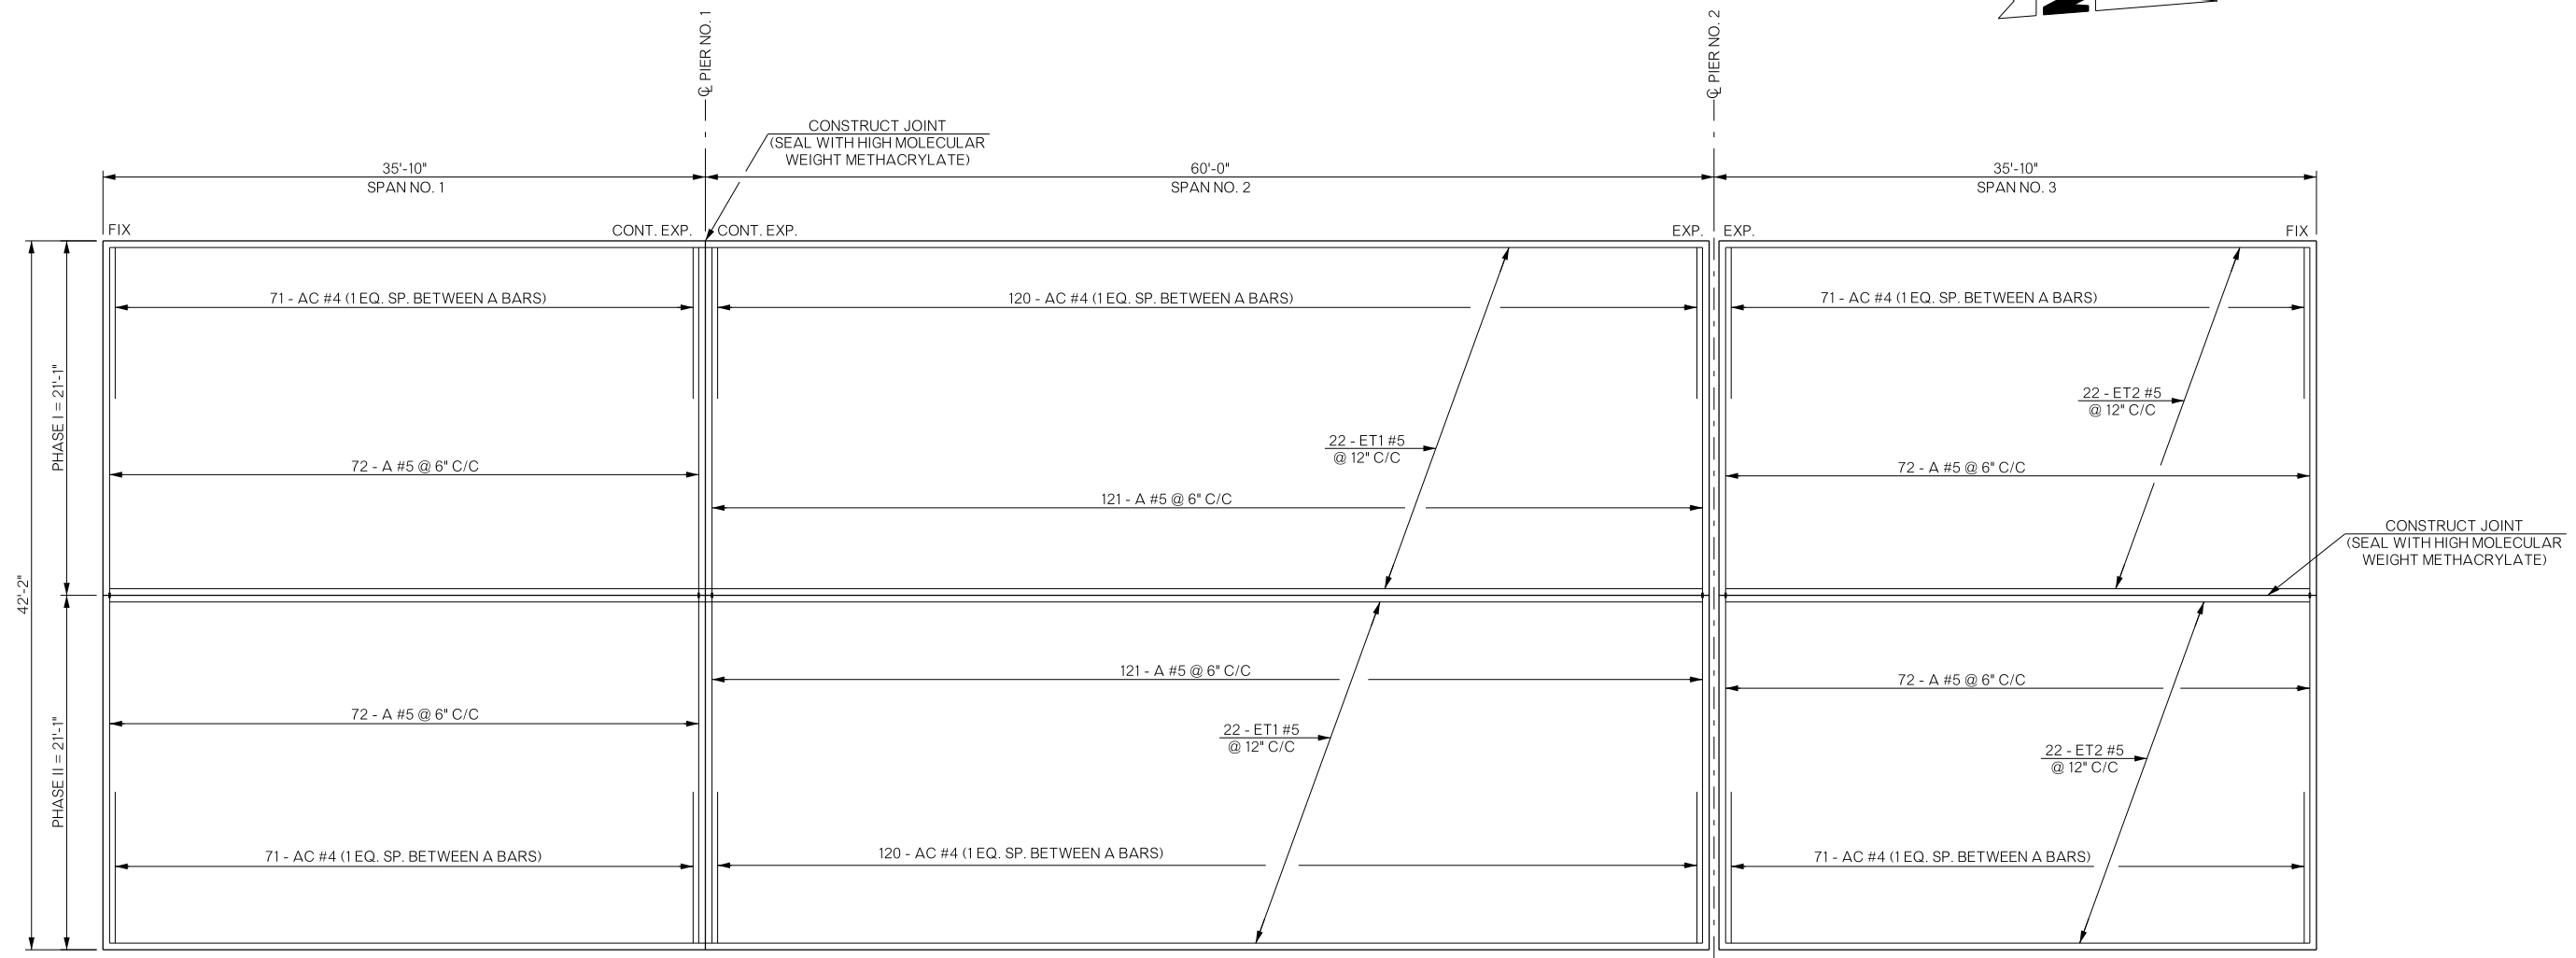 ℄ PIER NO. 1
℄ PIER NO. 2
CONSTRUCT JOINT
(SEAL WITH HIGH MOLECULAR
WEIGHT METHACRYLATE)
35'-10"
SPAN NO. 1
60'-0"
SPAN NO. 2
35'-10"
SPAN NO. 3
FIX
CONT. EXP.
CONT. EXP.
EXP.
EXP.
FIX
71 - AC #4 (1 EQ. SP. BETWEEN A BARS)
120 - AC #4 (1 EQ. SP. BETWEEN A BARS)
71 - AC #4 (1 EQ. SP. BETWEEN A BARS)
PHASE I = 21'-1"
22 - ET2 #5
@ 12" C/C
22 - ET1 #5
@ 12" C/C
72 - A #5 @ 6" C/C
72 - A #5 @ 6" C/C
121 - A #5 @ 6" C/C
CONSTRUCT JOINT
(SEAL WITH HIGH MOLECULAR
WEIGHT METHACRYLATE)
42'-2"
121 - A #5 @ 6" C/C
72 - A #5 @ 6" C/C
72 - A #5 @ 6" C/C
22 - ET1 #5
@ 12" C/C
22 - ET2 #5
@ 12" C/C
PHASE II = 21'-1"
71 - AC #4 (1 EQ. SP. BETWEEN A BARS)
120 - AC #4 (1 EQ. SP. BETWEEN A BARS)
71 - AC #4 (1 EQ. SP. BETWEEN A BARS)